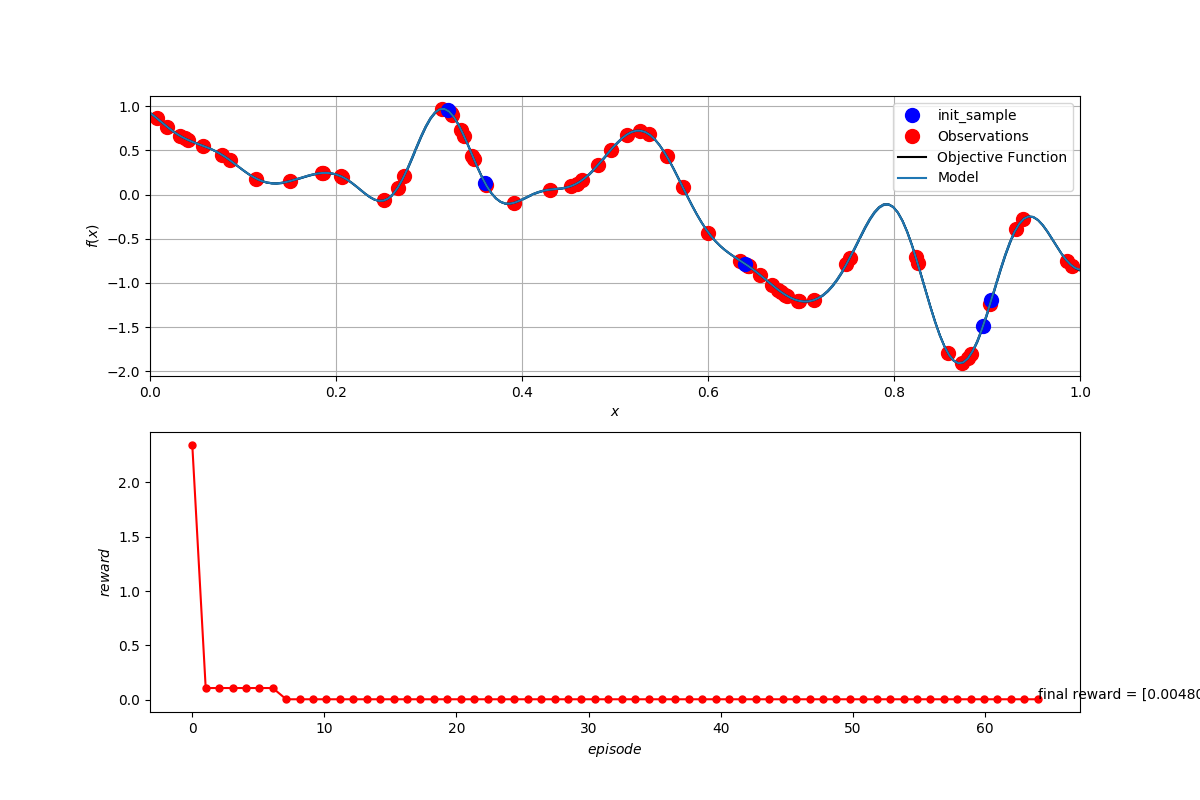 1.0
0.5
0.0
−0.5
−1.0
−1.5
−2.0
f(x)
init_sample
Observations
Objective Function
Model
0.0 0.2 0.4 0.6 0.8 1.0
x
2.0
1.5
1.0
0.5
0.0
reward
final reward = [0.00480
0 10 20 30 40 50 60
episode